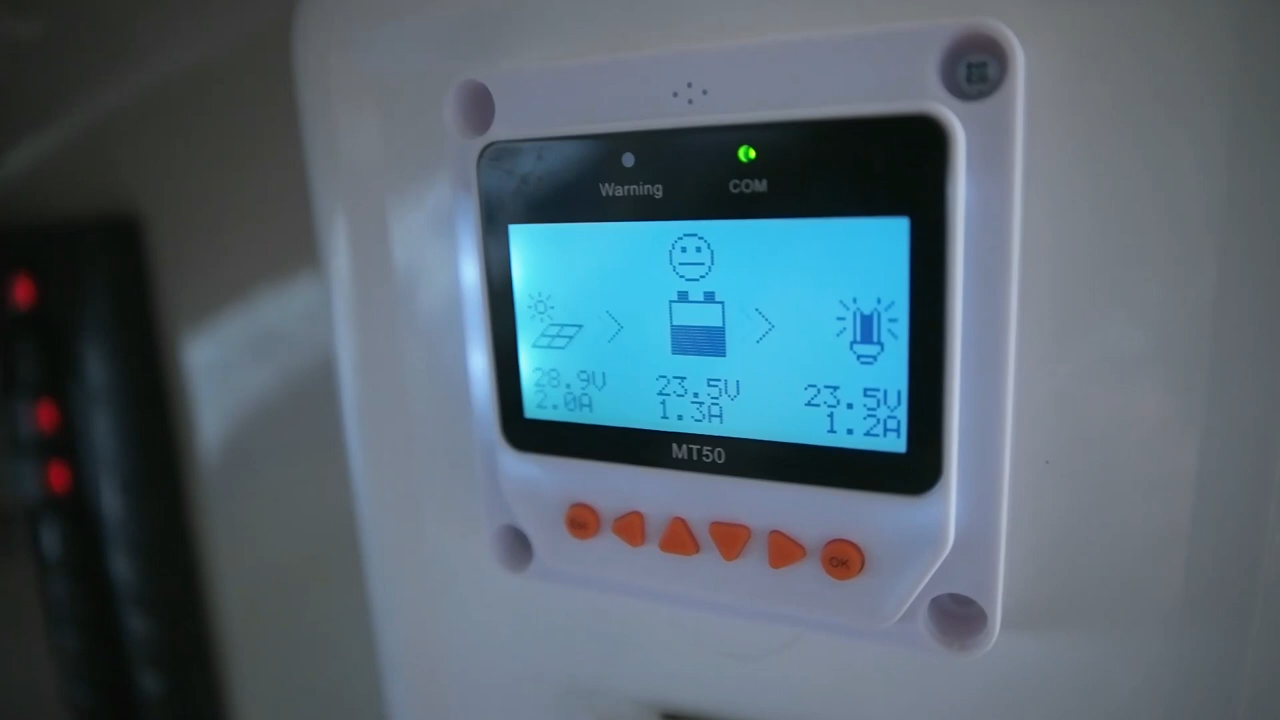 Warning COM
28.9V 23.5V 23.5V
2.0A 1.3A 1.2A
MT50
OK